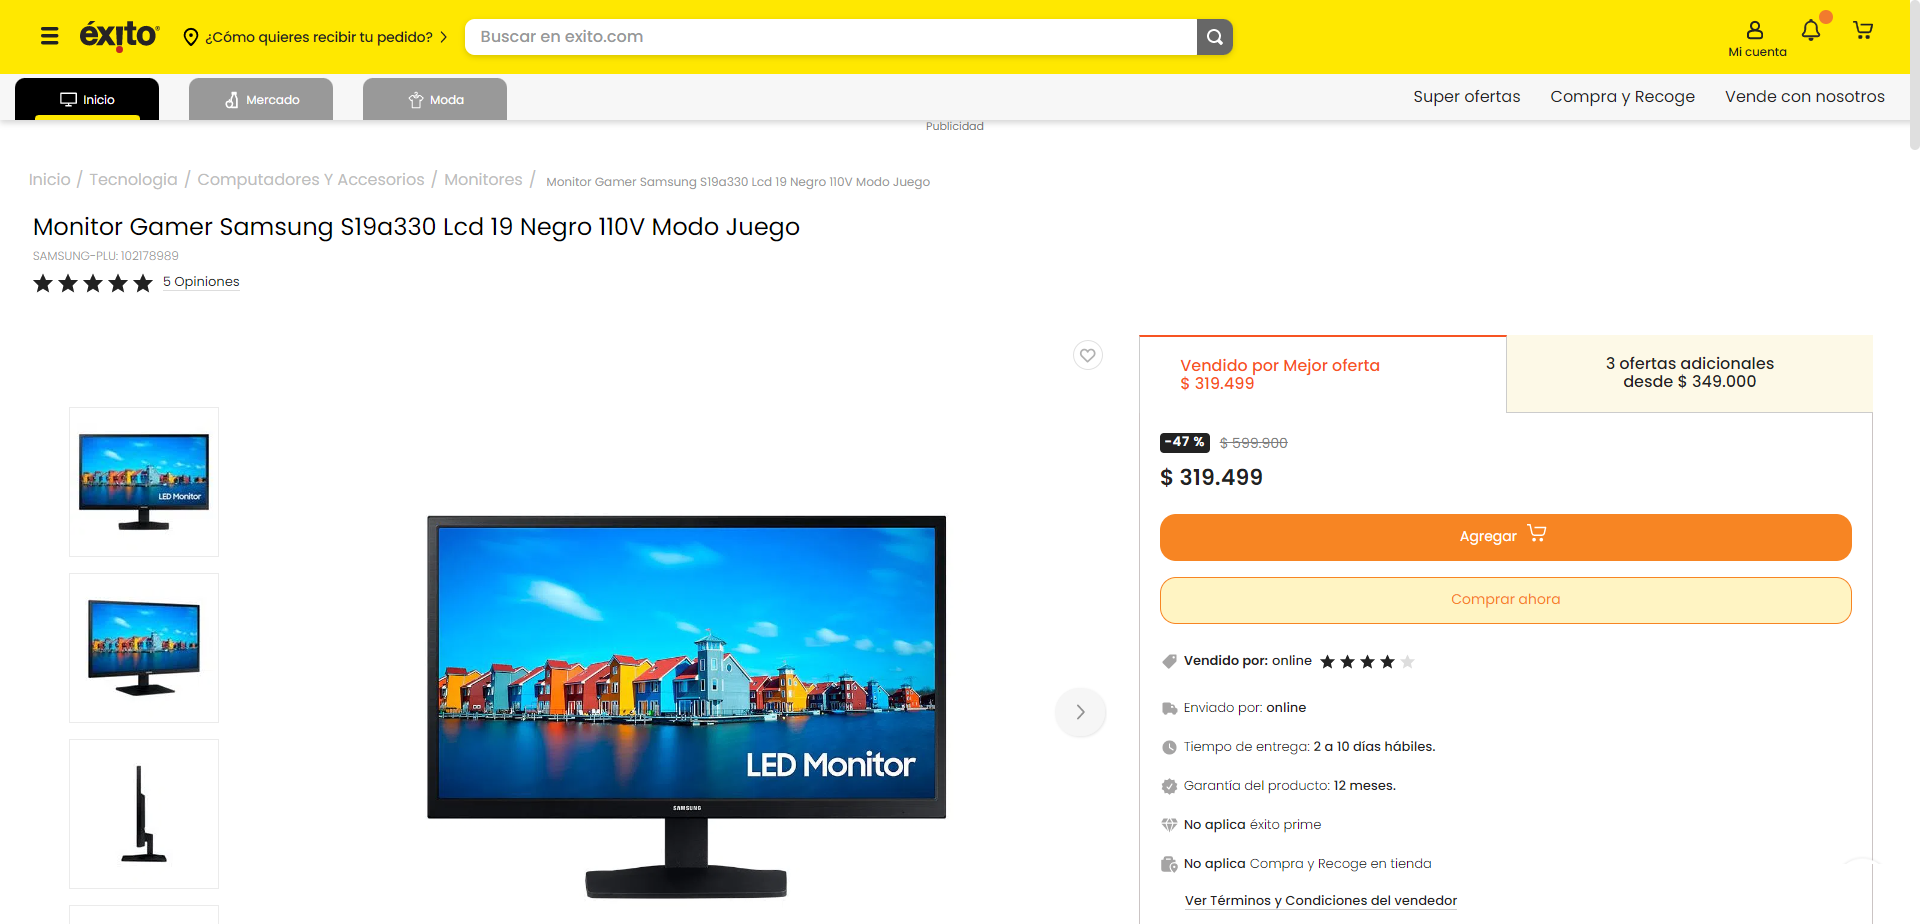 éxito
¿Cómo quieres recibir tu pedido?
Buscar en exito.com
Mi cuenta
Inicio
Mercado
Moda
Super ofertas
Compra y Recoge
Vende con nosotros
Publicidad
Inicio / Tecnologia / Computadores Y Accesorios / Monitores / Monitor Gamer Samsung S19a330 Lcd 19 Negro 110V Modo Juego
Monitor Gamer Samsung S19a330 Lcd 19 Negro 110V Modo Juego
SAMSUNG-PLU: 102178989
5 Opiniones
Vendido por Mejor oferta
$ 319.499
3 ofertas adicionales
desde $ 349.000
-47 % $ 599.900
$ 319.499
Agregar
Comprar ahora
Vendido por: online
Enviado por: online
Tiempo de entrega: 2 a 10 días hábiles.
Garantía del producto: 12 meses.
No aplica éxito prime
No aplica Compra y Recoge en tienda
Ver Términos y Condiciones del vendedor
LED Monitor
LED Monitor
SAMSUNG